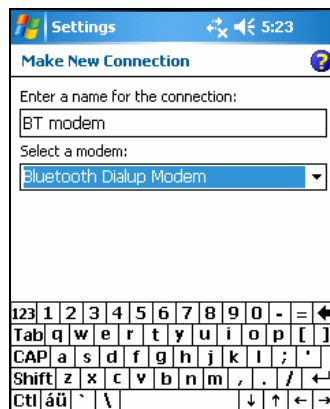 Settings 5:23
Make New Connection ?
Enter a name for the connection:
BT modem
Select a modem:
Bluetooth Dialup Modem
123 1 2 3 4 5 6 7 8 9 0 - = ←
Tab q w e r t y u i o p [ ]
CAP a s d f g h j k l ; '
Shift z x c v b n m , . / ↵
Ctl áü ` \ ↓ ↑ ← →